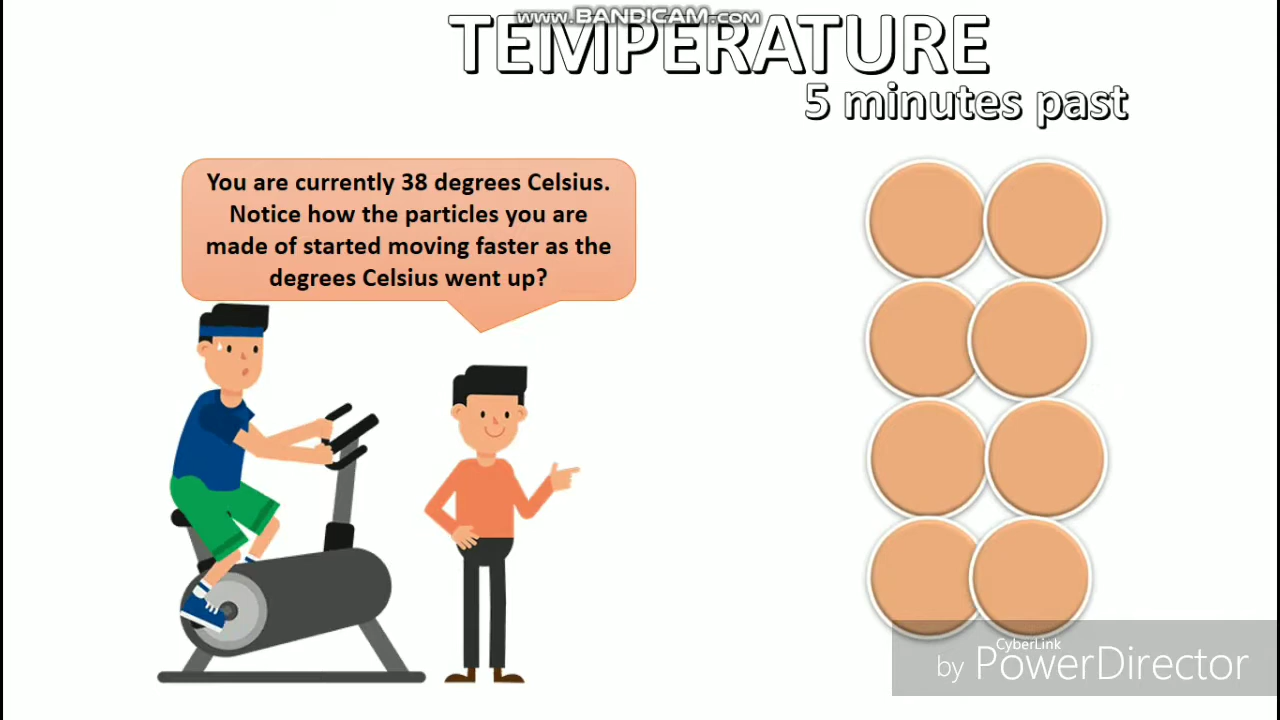 www.BANDICAM.com
TEMPERATURE
5 minutes past
You are currently 38 degrees Celsius.
Notice how the particles you are
made of started moving faster as the
degrees Celsius went up?
CyberLink
by PowerDirector